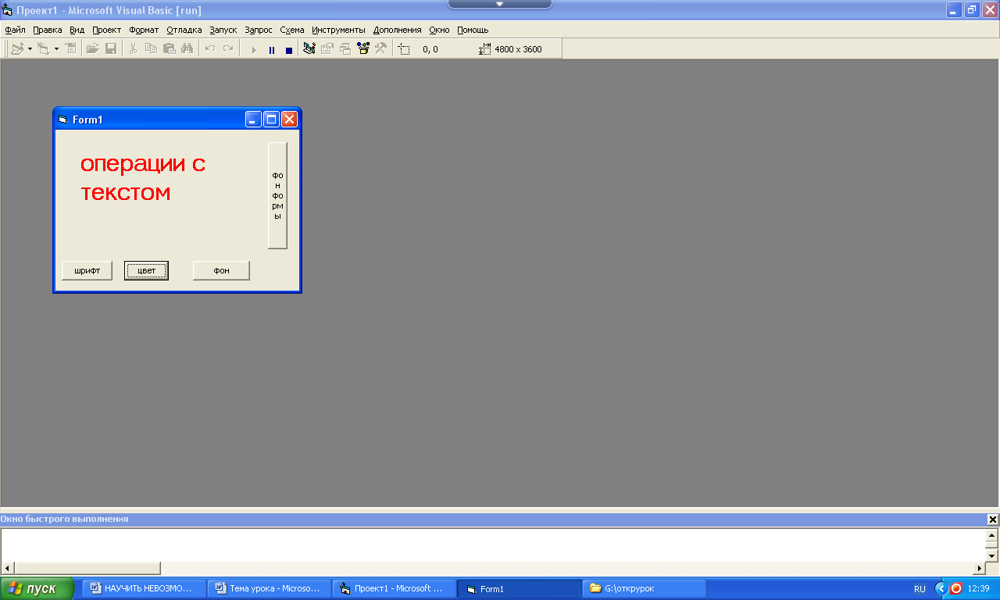 Проект1 - Microsoft Visual Basic [run]
Файл Правка Вид Проект Формат Отладка Запуск Запрос Схема Инструменты Дополнения Окно Помощь
0, 0 4800 x 3600
Form1
операции с
текстом
фо
н
фо
рм
ы
шрифт цвет фон
Окно быстрого выполнения
пуск НАУЧИТЬ НЕВОЗМО... Тема урока - Microso... Проект1 - Microsoft ... Form1 G:\открурок RU 12:39